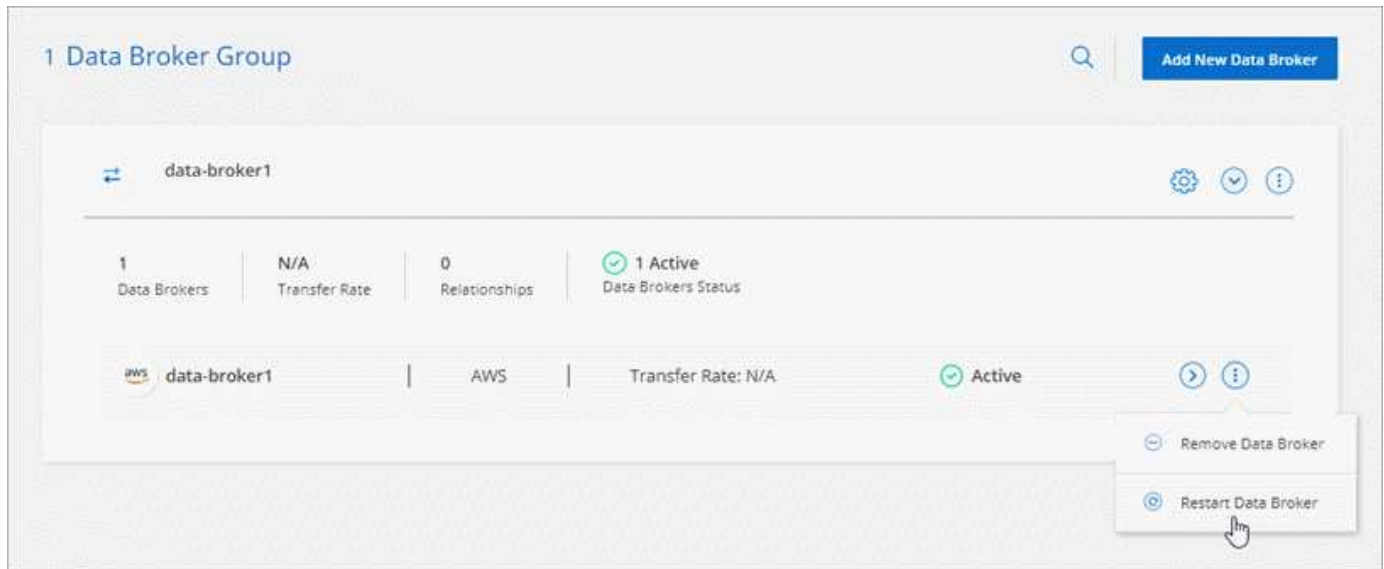 1 Data Broker Group
Add New Data Broker
data-broker1
1 N/A 0 1 Active
Data Brokers Transfer Rate Relationships Data Brokers Status
aws data-broker1 | AWS | Transfer Rate: N/A Active
Remove Data Broker
Restart Data Broker